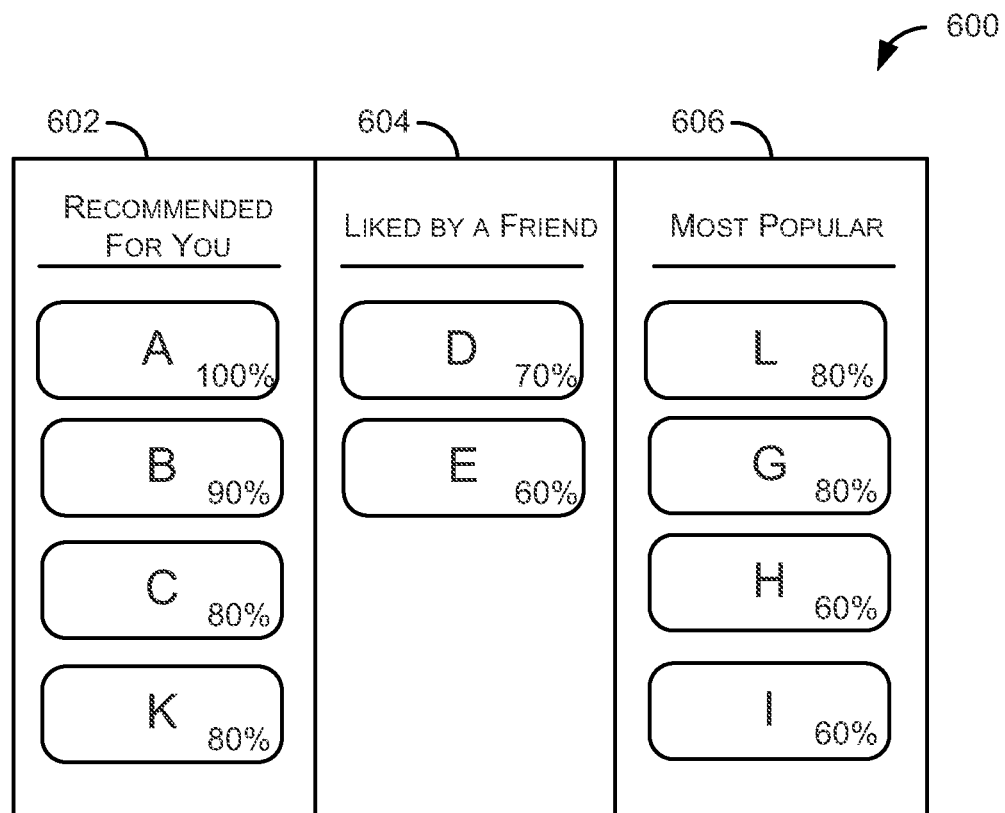 600
602
604
606
RECOMMENDED
FOR YOU
LIKED BY A FRIEND
MOST POPULAR
A
100%
B
90%
C
80%
K
80%
D
70%
E
60%
L
80%
G
80%
H
60%
I
60%